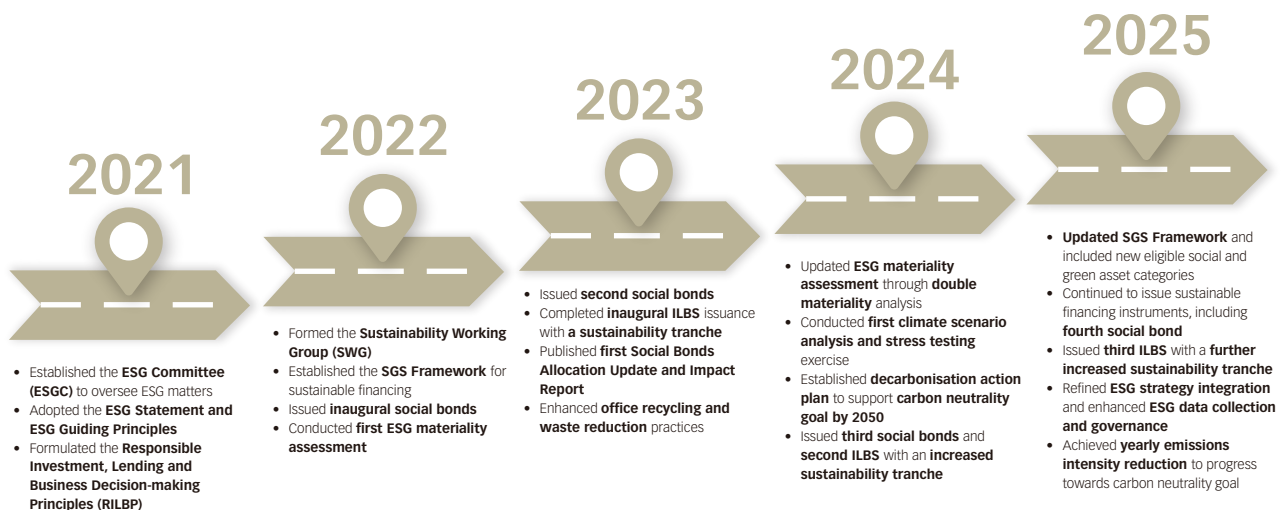 2021
• Established the ESG Committee
(ESGC) to oversee ESG matters
• Adopted the ESG Statement and
ESG Guiding Principles
• Formulated the Responsible
Investment, Lending and
Business Decision-making
Principles (RILBP)
2022
• Formed the Sustainability Working
Group (SWG)
• Established the SGS Framework for
sustainable financing
• Issued inaugural social bonds
• Conducted first ESG materiality
assessment
2023
• Issued second social bonds
• Completed inaugural ILBS issuance
with a sustainability tranche
• Published first Social Bonds
Allocation Update and Impact
Report
• Enhanced office recycling and
waste reduction practices
2024
• Updated ESG materiality
assessment through double
materiality analysis
• Conducted first climate scenario
analysis and stress testing
exercise
• Established decarbonisation action
plan to support carbon neutrality
goal by 2050
• Issued third social bonds and
second ILBS with an increased
sustainability tranche
2025
• Updated SGS Framework and
included new eligible social and
green asset categories
• Continued to issue sustainable
financing instruments, including
fourth social bond
• Issued third ILBS with a further
increased sustainability tranche
• Refined ESG strategy integration
and enhanced ESG data collection
and governance
• Achieved yearly emissions
intensity reduction to progress
towards carbon neutrality goal